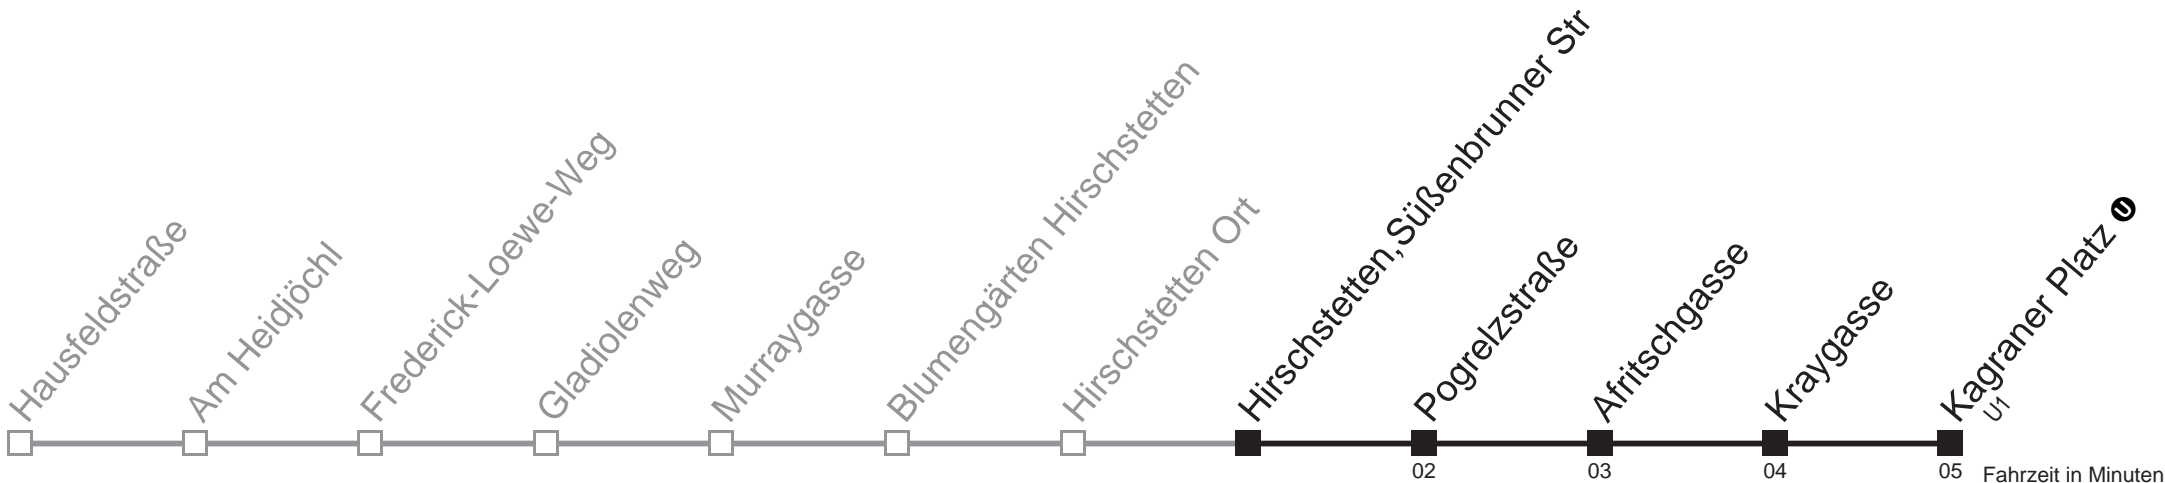 Hausfeldstraße
Am Heidjöchl
Frederick-Loewe-Weg
Gladiolenweg
Murraygasse
Blumengärten Hirschstetten
Hirschstetten Ort
Hirschstetten,Süßenbrunner Str
Pogrelzstraße
Afritschgasse
Kraygasse
Kagraner Platz U
U1
02
03
04
05
Fahrzeit in Minuten